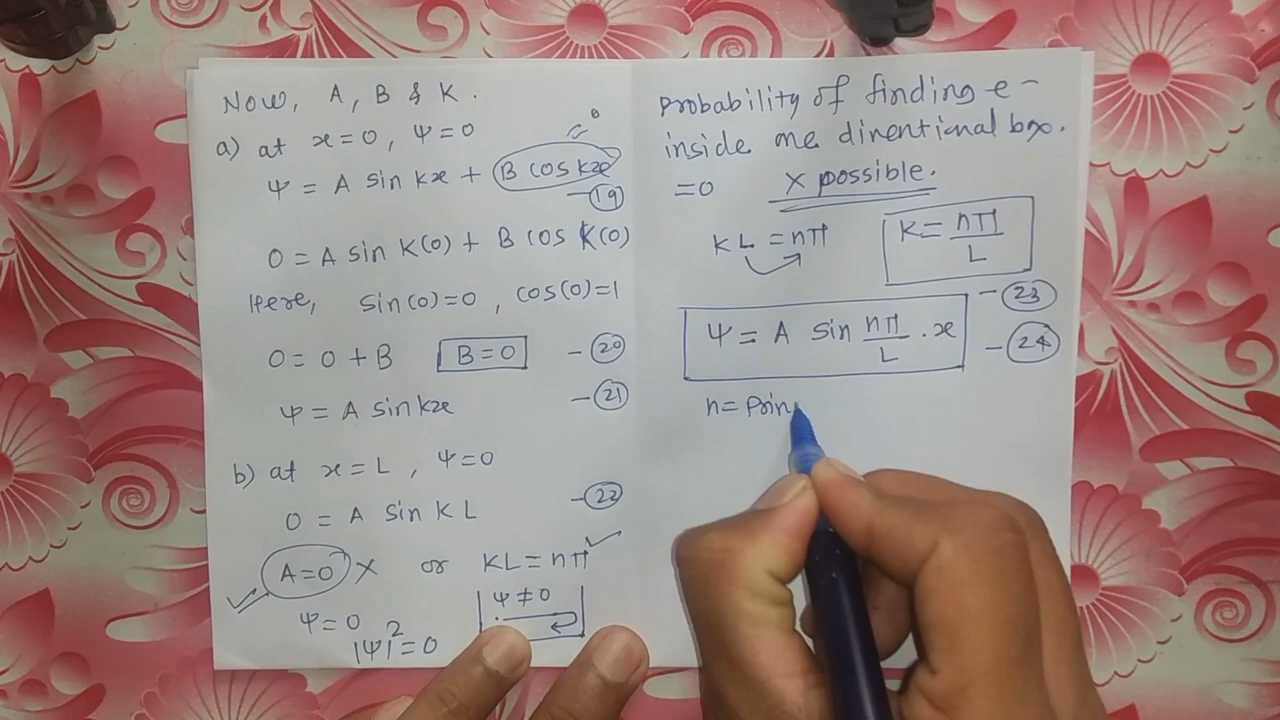 Now, A, B & K.
a) at x=0, Ψ=0
0
Ψ = A sin kx + B cos kx
-(19)
0 = A sin K(0) + B cos K(0)
Here, sin(0)=0, cos(0)=1
0 = 0 + B B=0 -(20)
Ψ = A sin kx -(21)
b) at x=L, Ψ=0
0 = A sin K L -(22)
A=0 X or KL = nπ ✓
Ψ=0
Ψ ≠ 0
|Ψ|²=0
Probability of finding e-
inside one dimentional box.
=0 X possible.
KL = nπ K = nπ/L
-(23)
Ψ = A sin nπ/L . x
-(24)
n= Prin